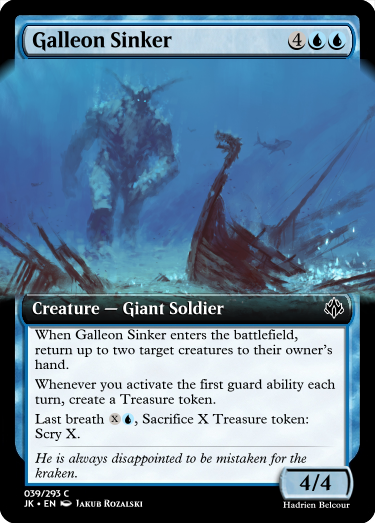 Galleon Sinker 4
Creature — Giant Soldier
When Galleon Sinker enters the battlefield,
return up to two target creatures to their owner's
hand.
Whenever you activate the first guard ability each
turn, create a Treasure token.
Last breath X, Sacrifice X Treasure token:
Scry X.
He is always disappointed to be mistaken for the
kraken.
4/4
039/293 C
JK • EN Jakub Rozalski
Hadrien Belcour